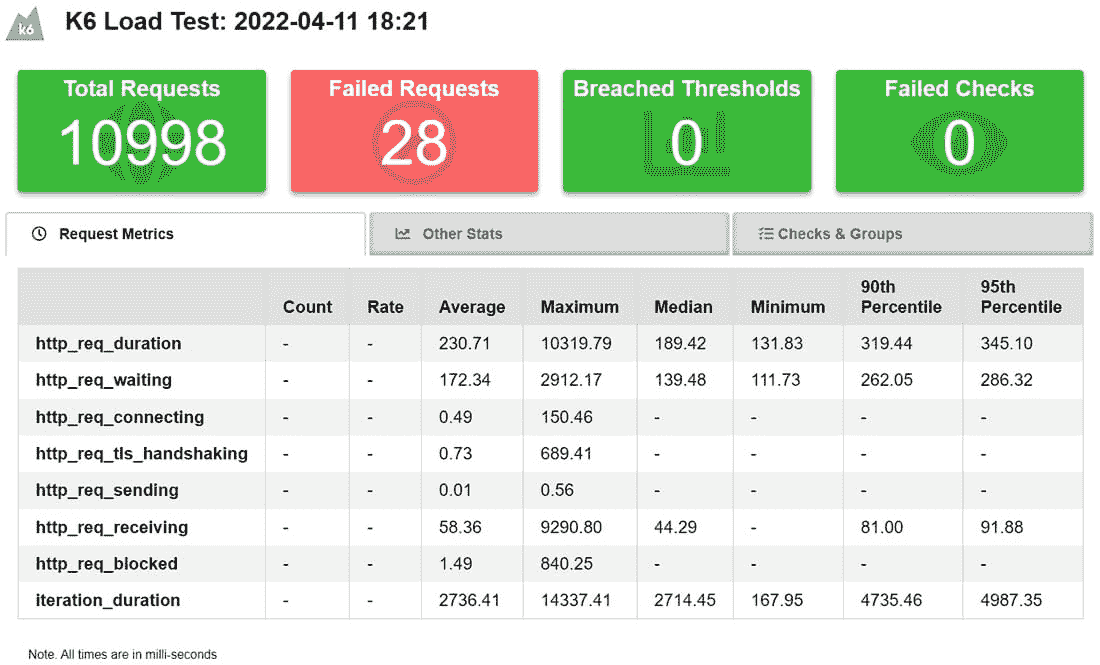 k6
K6 Load Test: 2022-04-11 18:21
Total Requests
10998
Failed Requests
28
Breached Thresholds
0
Failed Checks
0
Request Metrics
Other Stats
Checks & Groups
Count Rate Average Maximum Median Minimum 90th Percentile 95th Percentile
http_req_duration - - 230.71 10319.79 189.42 131.83 319.44 345.10
http_req_waiting - - 172.34 2912.17 139.48 111.73 262.05 286.32
http_req_connecting - - 0.49 150.46 - - - -
http_req_tls_handshaking - - 0.73 689.41 - - - -
http_req_sending - - 0.01 0.56 - - - -
http_req_receiving - - 58.36 9290.80 44.29 - 81.00 91.88
http_req_blocked - - 1.49 840.25 - - - -
iteration_duration - - 2736.41 14337.41 2714.45 167.95 4735.46 4987.35
Note. All times are in milli-seconds